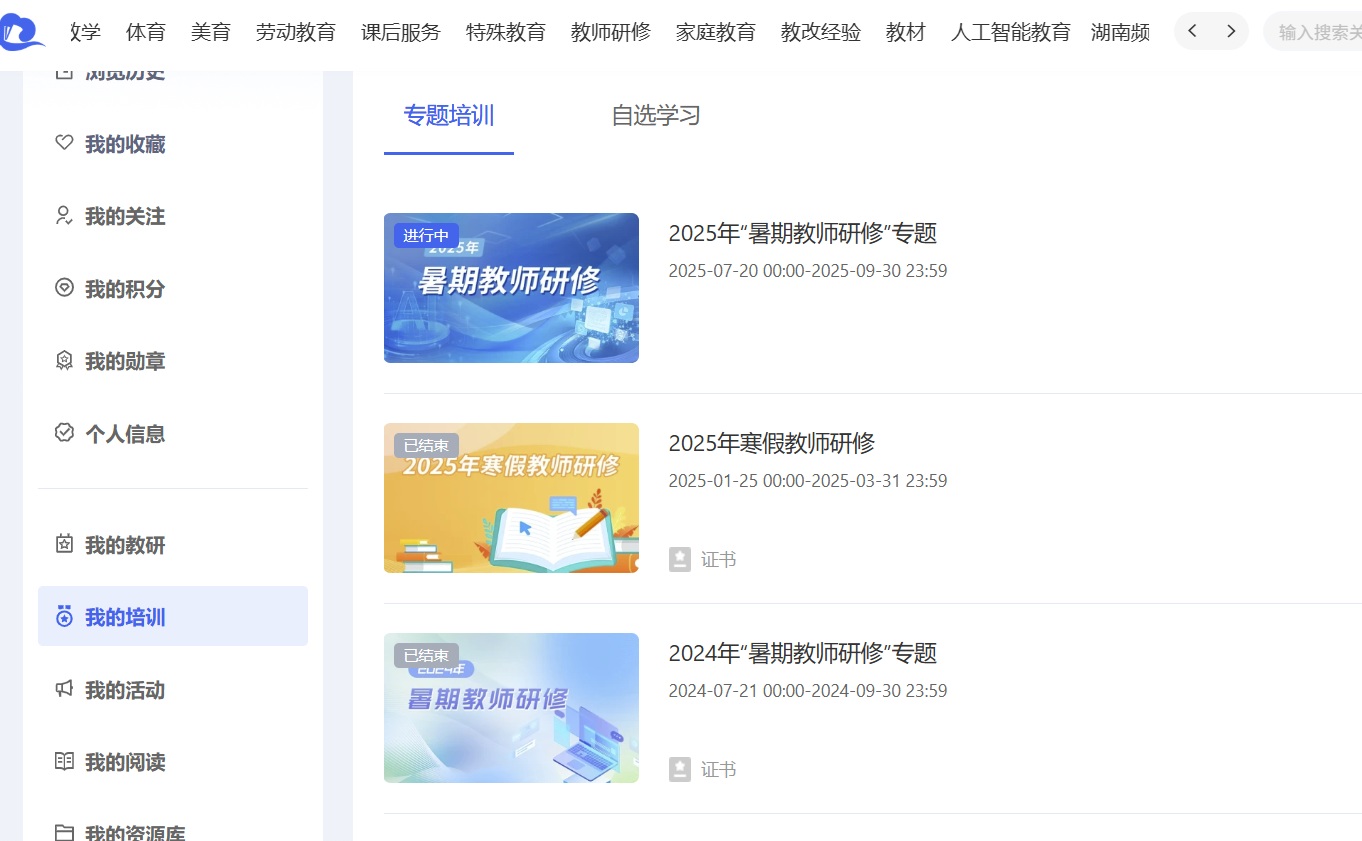 学 体育 美育 劳动教育 课后服务 特殊教育 教师研修 家庭教育 教改经验 教材 人工智能教育 湖南频
输入搜索关
浏览历史
我的收藏
我的关注
我的积分
我的勋章
个人信息
我的教研
我的培训
我的活动
我的阅读
我的资源库
专题培训 自选学习
进行中
2025年
暑期教师研修
2025年“暑期教师研修”专题
2025-07-20 00:00-2025-09-30 23:59
已结束
2025年寒假教师研修
2025年寒假教师研修
2025-01-25 00:00-2025-03-31 23:59
证书
已结束
2024年
暑期教师研修
2024年“暑期教师研修”专题
2024-07-21 00:00-2024-09-30 23:59
证书